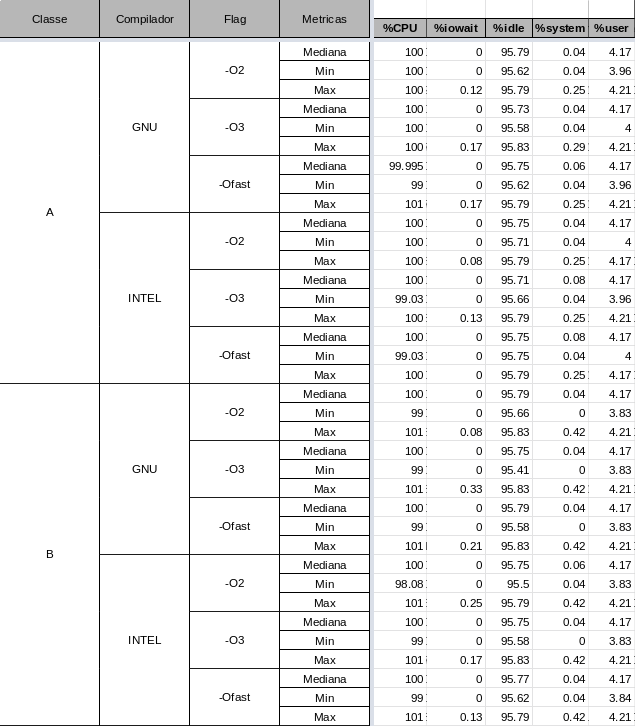 Classe Compilador Flag Metricas %CPU %iowait %idle %system %user
A GNU -O2 Mediana 100 0 95.79 0.04 4.17
Min 100 0 95.62 0.04 3.96
Max 100 0.12 95.79 0.25 4.21
-O3 Mediana 100 0 95.73 0.04 4.17
Min 100 0 95.58 0.04 4
Max 100 0.17 95.83 0.29 4.21
-Ofast Mediana 99.995 0 95.75 0.06 4.17
Min 99 0 95.62 0.04 3.96
Max 101 0.17 95.79 0.25 4.21
INTEL -O2 Mediana 100 0 95.75 0.04 4.17
Min 100 0 95.71 0.04 4
Max 100 0.08 95.79 0.25 4.17
-O3 Mediana 100 0 95.71 0.08 4.17
Min 99.03 0 95.66 0.04 3.96
Max 100 0.13 95.79 0.25 4.21
-Ofast Mediana 100 0 95.75 0.08 4.17
Min 99.03 0 95.75 0.04 4
Max 100 0 95.79 0.25 4.17
B GNU -O2 Mediana 100 0 95.79 0.04 4.17
Min 99 0 95.66 0 3.83
Max 101 0.08 95.83 0.42 4.21
-O3 Mediana 100 0 95.75 0.04 4.17
Min 99 0 95.41 0 3.83
Max 101 0.33 95.83 0.42 4.21
-Ofast Mediana 100 0 95.79 0.04 4.17
Min 99 0 95.58 0 3.83
Max 101 0.21 95.83 0.42 4.21
INTEL -O2 Mediana 100 0 95.75 0.06 4.17
Min 98.08 0 95.5 0.04 3.83
Max 101 0.25 95.79 0.42 4.21
-O3 Mediana 100 0 95.75 0.04 4.17
Min 99 0 95.58 0 3.83
Max 101 0.17 95.83 0.42 4.21
-Ofast Mediana 100 0 95.77 0.04 4.17
Min 99 0 95.62 0.04 3.84
Max 101 0.13 95.79 0.42 4.21